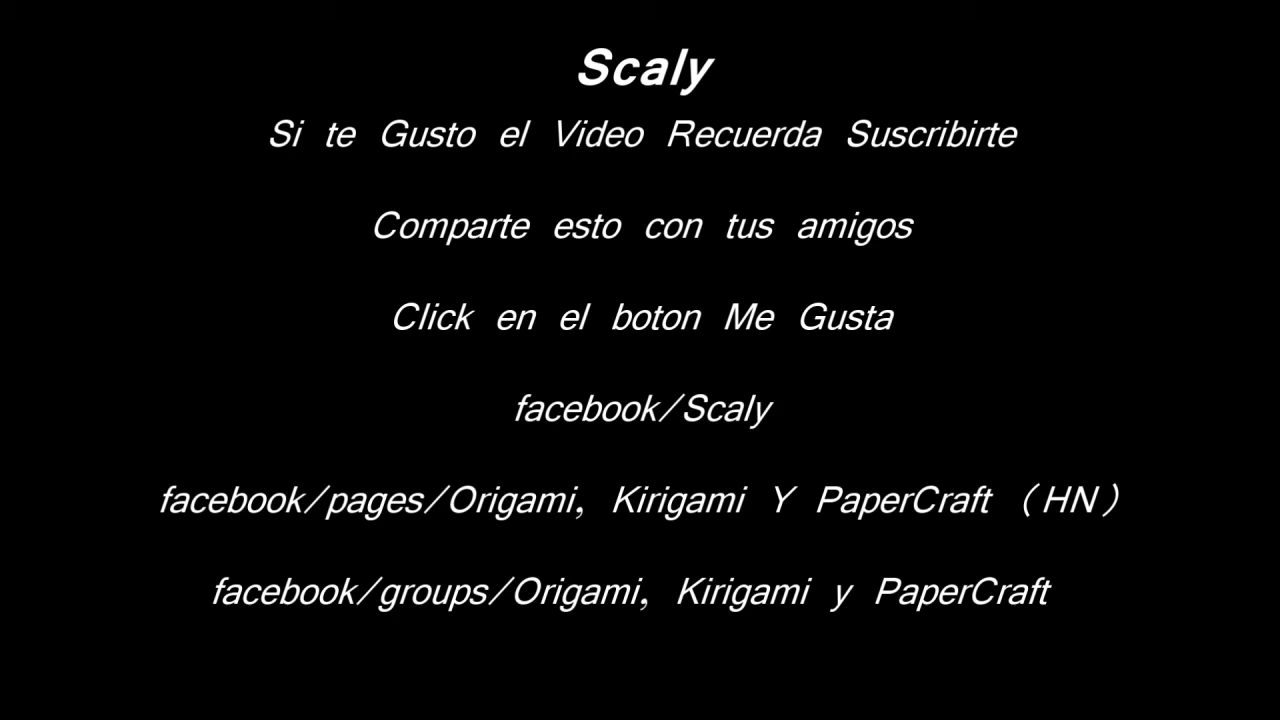 Scaly
Si te Gusto el Video Recuerda Suscribirte
Comparte esto con tus amigos
Click en el boton Me Gusta
facebook/Scaly
facebook/pages/Origami, Kirigami Y PaperCraft (HN)
facebook/groups/Origami, Kirigami y PaperCraft